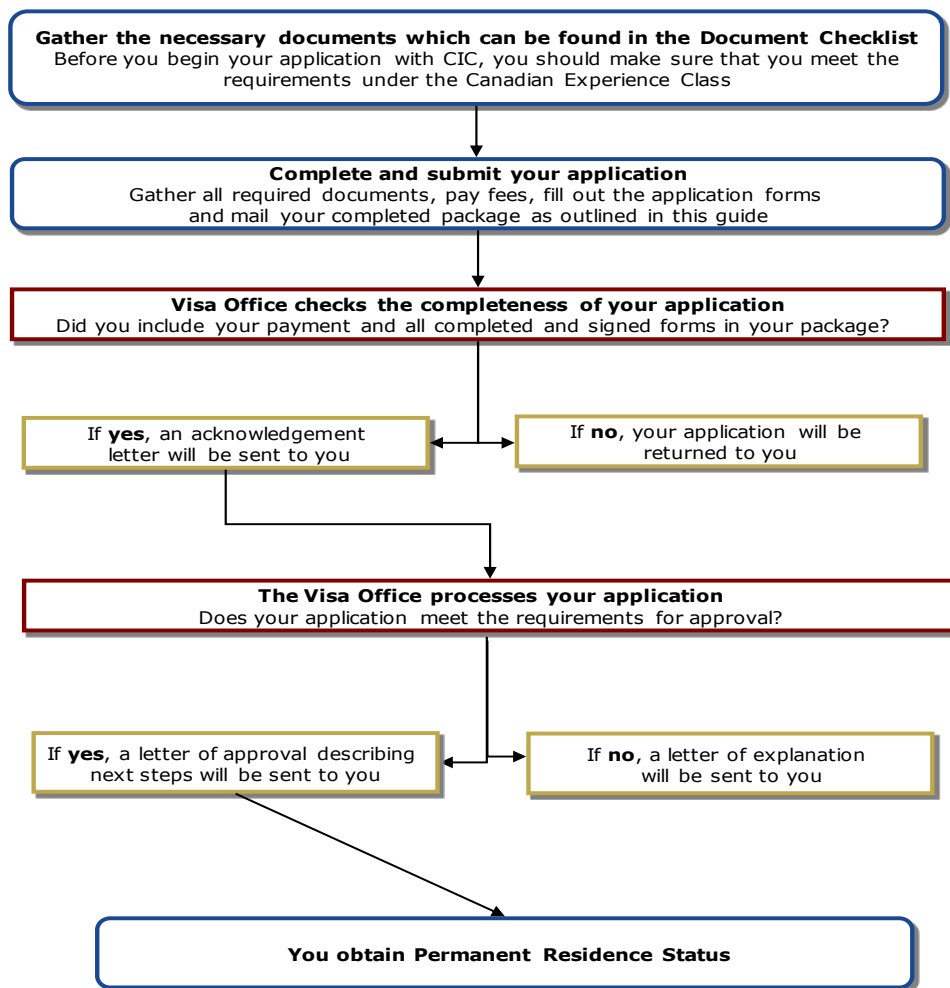 Gather the necessary documents which can be found in the Document Checklist
Before you begin your application with CIC, you should make sure that you meet the
requirements under the Canadian Experience Class
Complete and submit your application
Gather all required documents, pay fees, fill out the application forms
and mail your completed package as outlined in this guide
Visa Office checks the completeness of your application
Did you include your payment and all completed and signed forms in your package?
If yes, an acknowledgement
letter will be sent to you
If no, your application will be
returned to you
The Visa Office processes your application
Does your application meet the requirements for approval?
If yes, a letter of approval describing
next steps will be sent to you
If no, a letter of explanation
will be sent to you
You obtain Permanent Residence Status